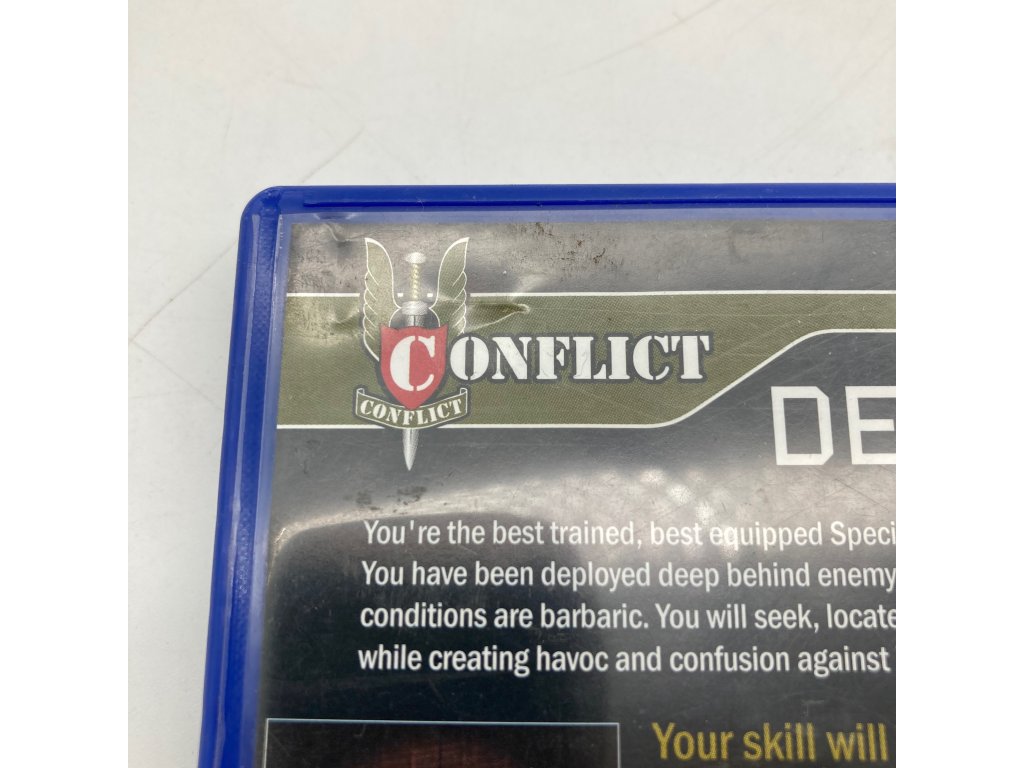 CONFLICT
CONFLICT
DE
You're the best trained, best equipped Speci
You have been deployed deep behind enemy
conditions are barbaric. You will seek, locate
while creating havoc and confusion against
Your skill will